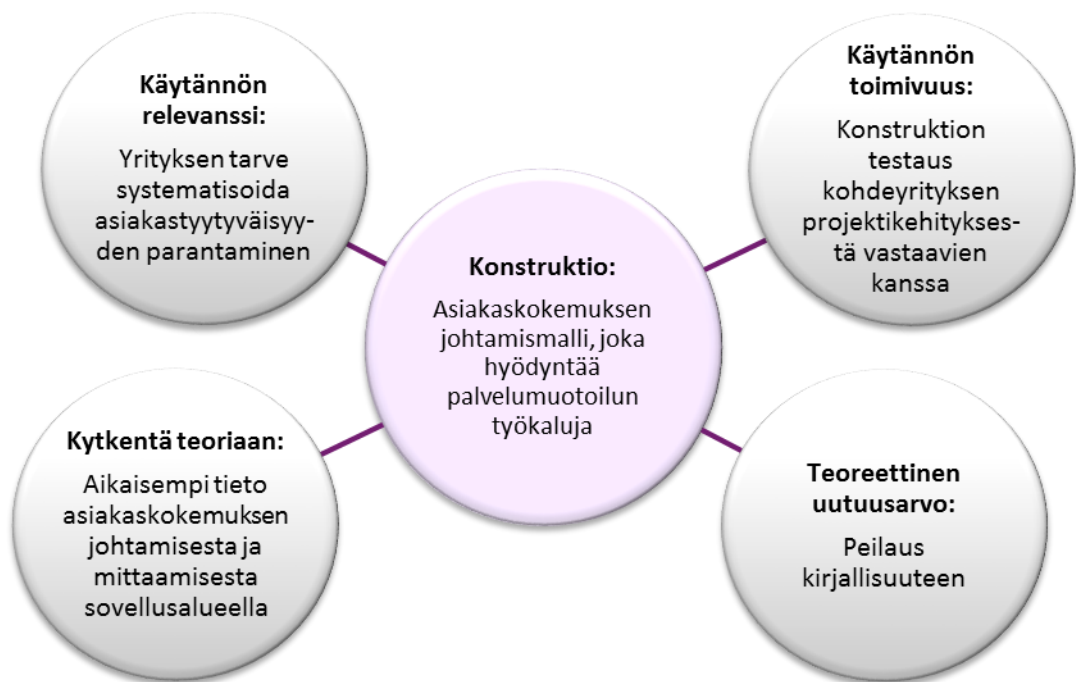 Käytännön
relevanssi:
Yrityksen tarve
systematisoida
asiakastyytyväisyy-
den parantaminen
Käytännön
toimivuus:
Konstruktion
testaus
kohdeyrityksen
projektikehitykses-
tä vastaavien
kanssa
Konstruktio:
Asiakaskokemuksen
johtamismalli, joka
hyödyntää
palvelumuotoilun
työkaluja
Kytkentä teoriaan:
Aikaisempi tieto
asiakaskokemuksen
johtamisesta ja
mittaamisesta
sovellusalueella
Teoreettinen
uutuusarvo:
Peilaus
kirjallisuuteen